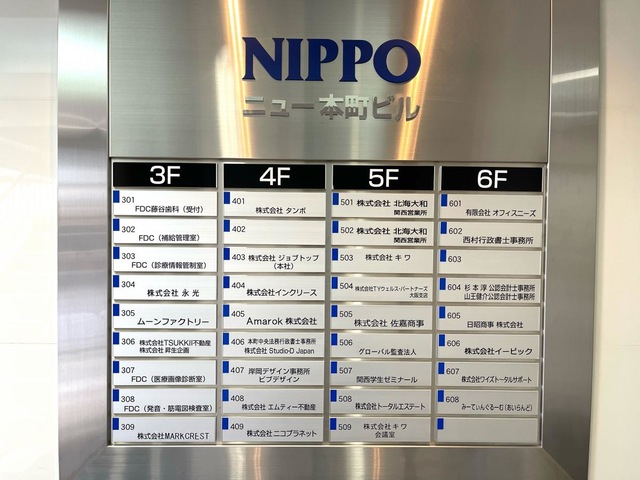 NIPPO
ニュー本町ビル
3F
301
FDC藤谷歯科（受付）
302
FDC（補給管理室）
303
FDC（診療情報管制室）
304
株式会社 永光
305
ムーンファクトリー
306 株式会社TSUKKII不動産
株式会社 昇生企画
307
FDC（医療画像診断室）
308
FDC（発音・筋電図検査室）
309
株式会社MARKCREST
4F
401
株式会社 タンポ
402
403 株式会社 ジョブトップ
（本社）
404
株式会社インクリース
405
Amarok 株式会社
406 本町中央法務行政書士事務所
株式会社 Studio-D Japan
407 岸岡デザイン事務所
ビブデザイン
408
株式会社 エムティー不動産
409
株式会社ニコプラネット
5F
501 株式会社 北海大和
関西営業所
502 株式会社 北海大和
関西営業所
503 株式会社 キワ
504 株式会社TYウェルス・パートナーズ
大阪支店
505
株式会社 佐嘉商事
506
グローバル監査法人
507
関西学生ゼミナール
508
株式会社トータルエステート
509 株式会社キワ
会議室
6F
601
有限会社 オフィスニーズ
602
西村行政書士事務所
603
604 杉本 淳 公認会計士事務所
山王健介公認会計士事務所
605
日昭商事 株式会社
606
株式会社イーピック
607
株式会社ワイズトータルサポート
608
みーてぃんぐるーむ（あいらんど）